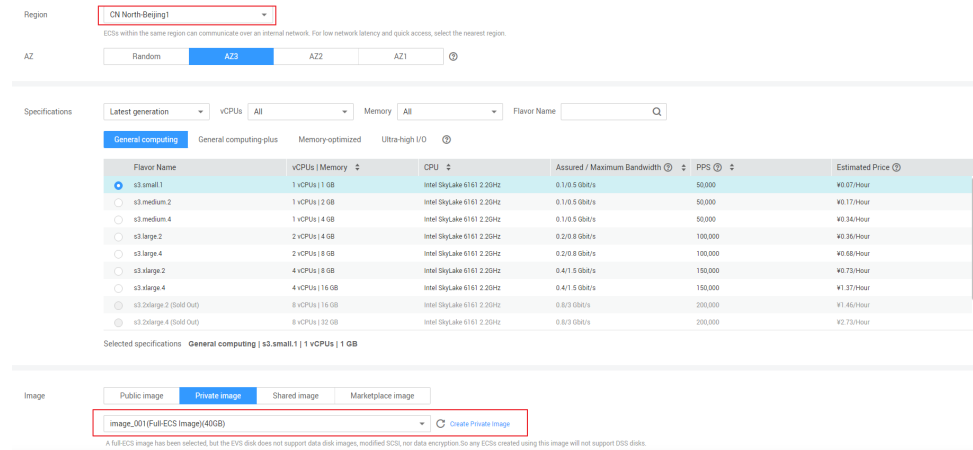 Region CN North-Beijing1
ECSs within the same region can communicate over an internal network. For low network latency and quick access, select the nearest region.
AZ Random AZ3 AZ2 AZ1
Specifications Latest generation vCPUs All Memory All Flavor Name
General computing General computing-plus Memory-optimized Ultra-high I/O
Flavor Name vCPUs | Memory CPU Assured / Maximum Bandwidth PPS Estimated Price
s3.small.1 1 vCPUs | 1 GB Intel SkyLake 6161 2.2GHz 0.1/0.5 Gbit/s 50,000 ¥0.07/Hour
s3.medium.2 1 vCPUs | 2 GB Intel SkyLake 6161 2.2GHz 0.1/0.5 Gbit/s 50,000 ¥0.17/Hour
s3.medium.4 1 vCPUs | 4 GB Intel SkyLake 6161 2.2GHz 0.1/0.5 Gbit/s 50,000 ¥0.34/Hour
s3.large.2 2 vCPUs | 4 GB Intel SkyLake 6161 2.2GHz 0.2/0.8 Gbit/s 100,000 ¥0.36/Hour
s3.large.4 2 vCPUs | 8 GB Intel SkyLake 6161 2.2GHz 0.2/0.8 Gbit/s 100,000 ¥0.68/Hour
s3.xlarge.2 4 vCPUs | 8 GB Intel SkyLake 6161 2.2GHz 0.4/1.5 Gbit/s 150,000 ¥0.73/Hour
s3.xlarge.4 4 vCPUs | 16 GB Intel SkyLake 6161 2.2GHz 0.4/1.5 Gbit/s 150,000 ¥1.37/Hour
s3.2xlarge.2 (Sold Out) 8 vCPUs | 16 GB Intel SkyLake 6161 2.2GHz 0.8/3 Gbit/s 200,000 ¥1.46/Hour
s3.2xlarge.4 (Sold Out) 8 vCPUs | 32 GB Intel SkyLake 6161 2.2GHz 0.8/3 Gbit/s 200,000 ¥2.73/Hour
Selected specifications General computing | s3.small.1 | 1 vCPUs | 1 GB
Image Public image Private image Shared image Marketplace image
image_001(Full-ECS Image)(40GB) Create Private Image
A full-ECS image has been selected, but the EVS disk does not support data disk images, modified SCSI, nor data encryption.So any ECSs created using this image will not support DSS disks.